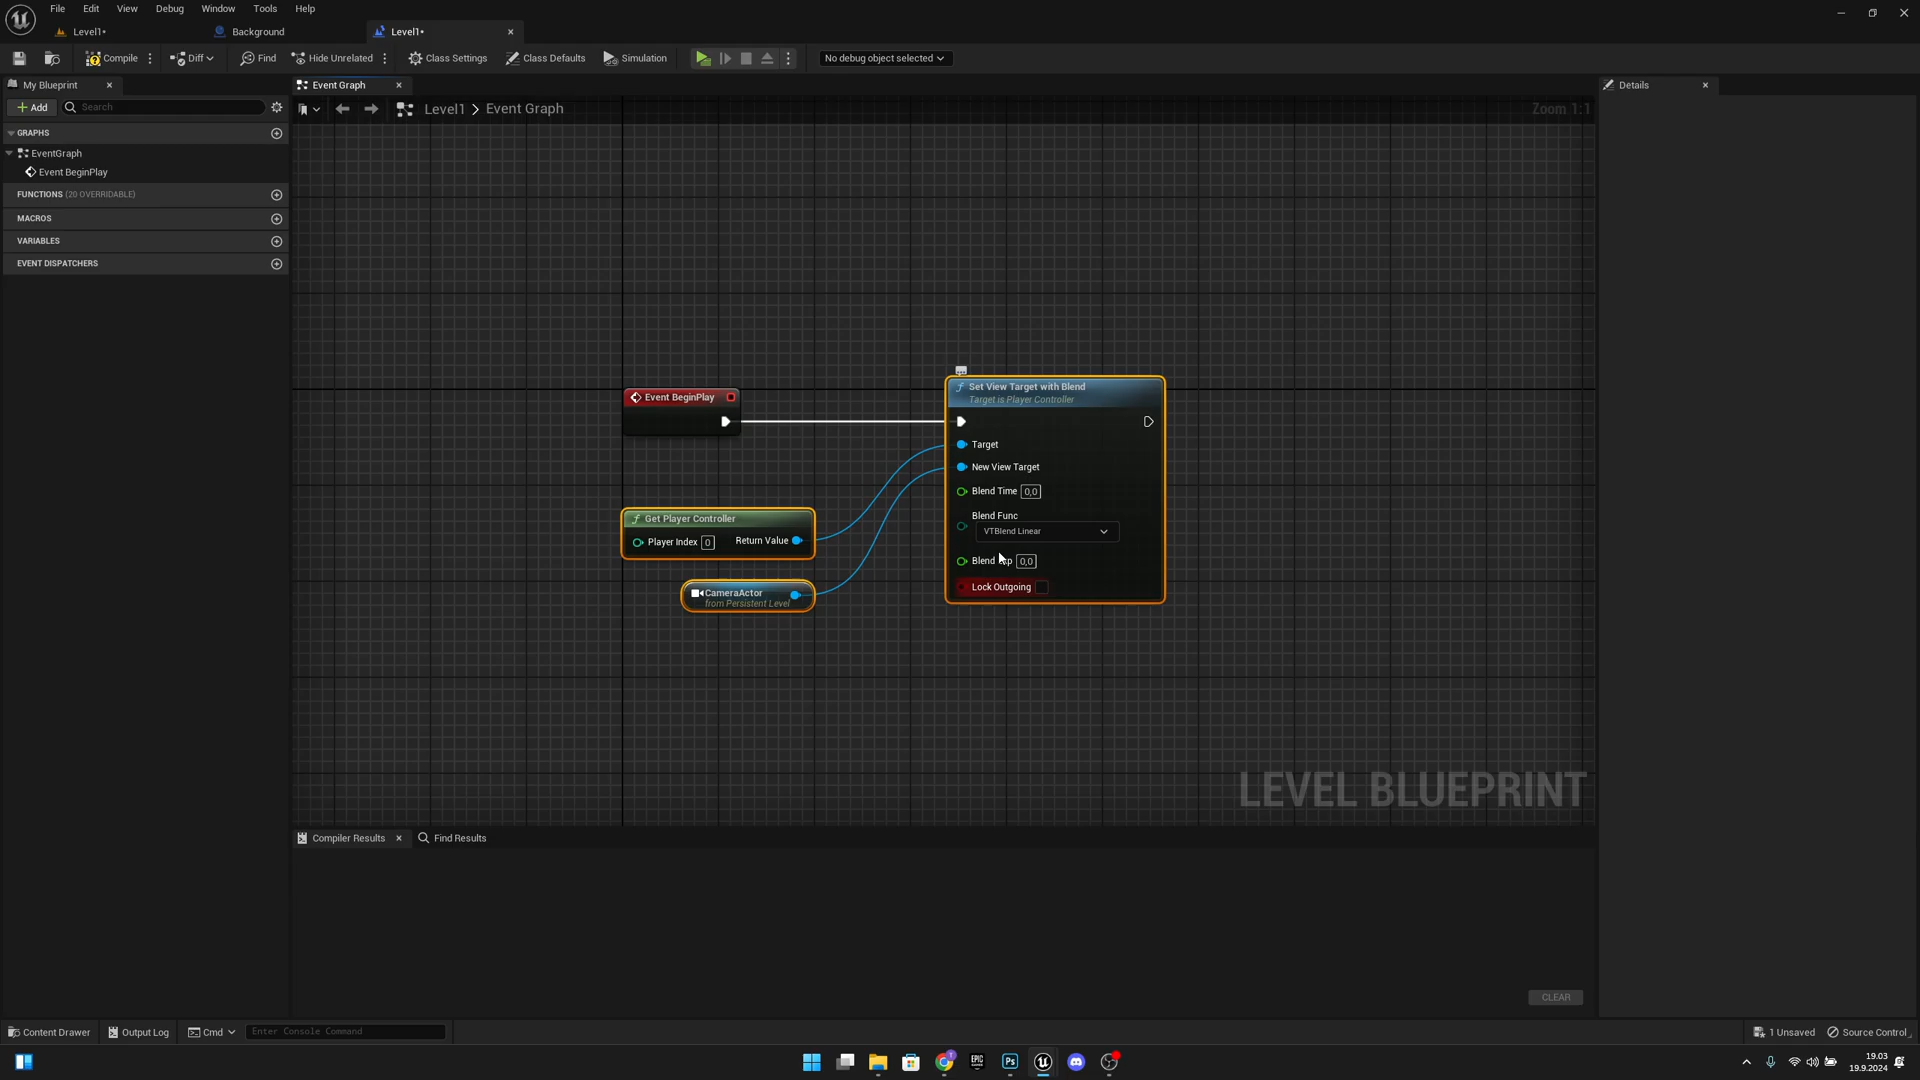 File Edit View Debug Window Tools Help
Level1* Background Level1*
Compile Diff Find Hide Unrelated Class Settings Class Defaults Simulation No debug object selected
My Blueprint
Add Search
GRAPHS
EventGraph
Event BeginPlay
FUNCTIONS (20 OVERRIDABLE)
MACROS
VARIABLES
EVENT DISPATCHERS
Event Graph
Level1 > Event Graph
Zoom 1:1
Event BeginPlay
Get Player Controller
Player Index 0 Return Value
CameraActor
from Persistent Level
Set View Target with Blend
Target is Player Controller
Target
New View Target
Blend Time 0,0
Blend Func
VTBlend Linear
Blend 0,0
Lock Outgoing
LEVEL BLUEPRINT
Details
Compiler Results Find Results
CLEAR
Content Drawer Output Log Cmd Enter Console Command
1 Unsaved Source Control
Ps
EPIC
19.03
19.9.2024